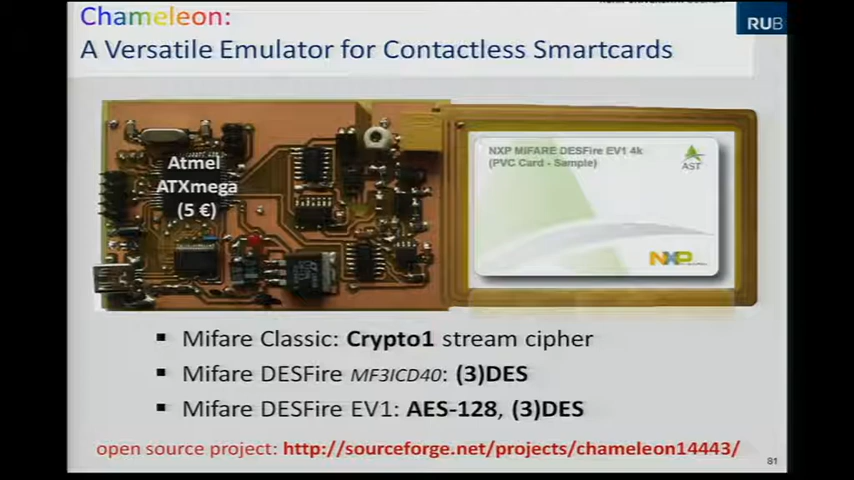 Chameleon:
RUB
A Versatile Emulator for Contactless Smartcards
Atmel
ATXmega
(5 €)
NXP MIFARE DESFire EV1 4k
(PVC Card - Sample)
AST
NXP
▪ Mifare Classic: Crypto1 stream cipher
▪ Mifare DESFire MF3ICD40: (3)DES
▪ Mifare DESFire EV1: AES-128, (3)DES
open source project: http://sourceforge.net/projects/chameleon14443/
81